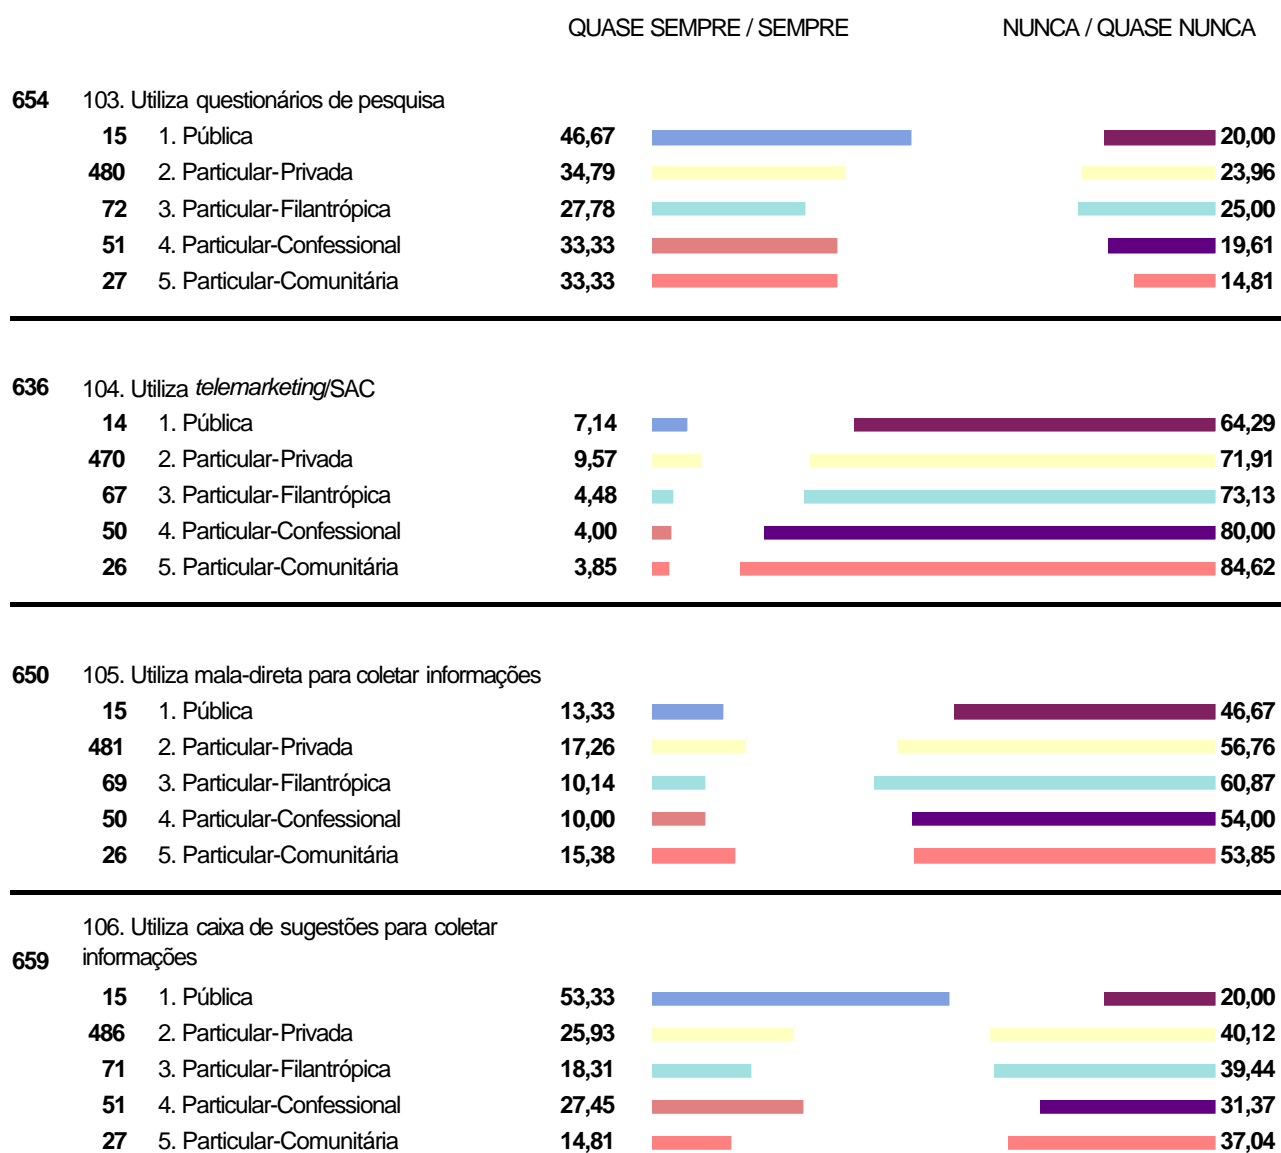 QUASE SEMPRE / SEMPRE NUNCA / QUASE NUNCA
654 103. Utiliza questionários de pesquisa
15 1. Pública 46,67 20,00
480 2. Particular-Privada 34,79 23,96
72 3. Particular-Filantrópica 27,78 25,00
51 4. Particular-Confessional 33,33 19,61
27 5. Particular-Comunitária 33,33 14,81
636 104. Utiliza telemarketing/SAC
14 1. Pública 7,14 64,29
470 2. Particular-Privada 9,57 71,91
67 3. Particular-Filantrópica 4,48 73,13
50 4. Particular-Confessional 4,00 80,00
26 5. Particular-Comunitária 3,85 84,62
650 105. Utiliza mala-direta para coletar informações
15 1. Pública 13,33 46,67
481 2. Particular-Privada 17,26 56,76
69 3. Particular-Filantrópica 10,14 60,87
50 4. Particular-Confessional 10,00 54,00
26 5. Particular-Comunitária 15,38 53,85
106. Utiliza caixa de sugestões para coletar
659 informações
15 1. Pública 53,33 20,00
486 2. Particular-Privada 25,93 40,12
71 3. Particular-Filantrópica 18,31 39,44
51 4. Particular-Confessional 27,45 31,37
27 5. Particular-Comunitária 14,81 37,04